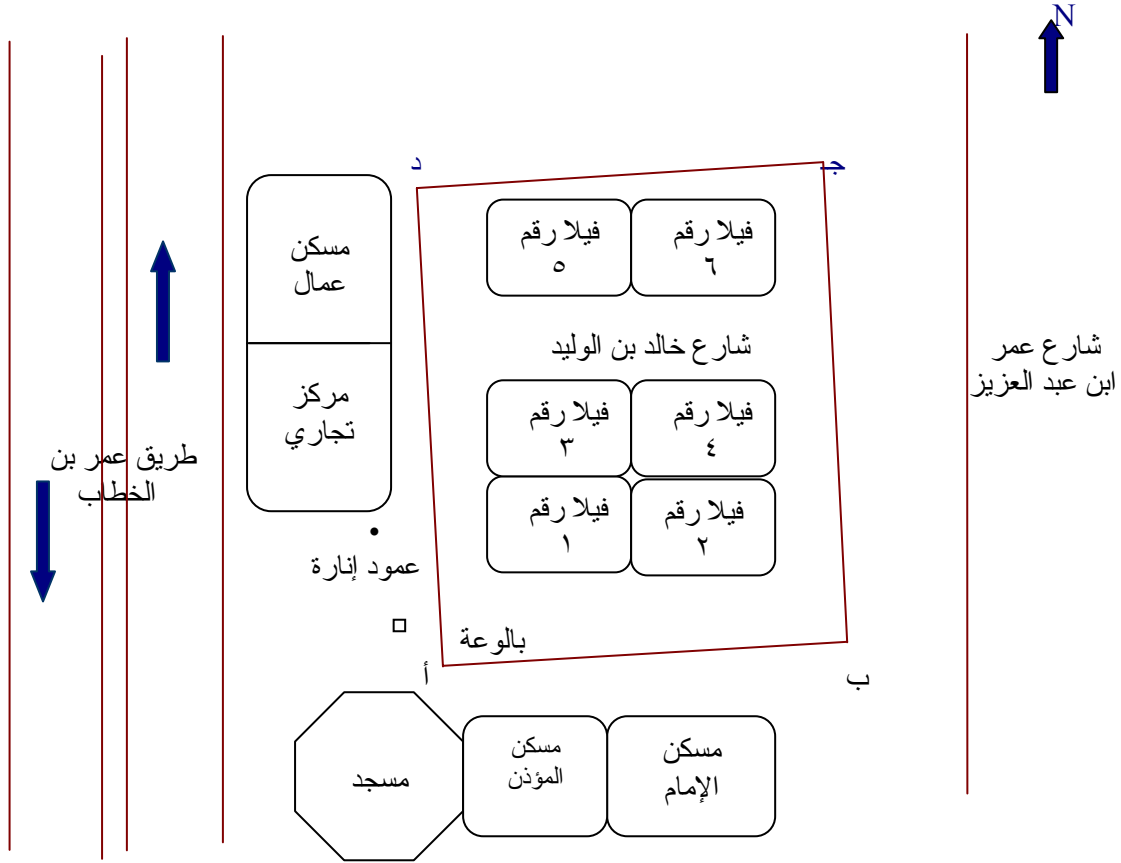 N
د
جـ
مسكن
عمال
فيلا رقم
٥
فيلا رقم
٦
شارع خالد بن الوليد
شارع عمر
ابن عبد العزيز
مركز
تجاري
فيلا رقم
٣
فيلا رقم
٤
طريق عمر بن
الخطاب
فيلا رقم
١
فيلا رقم
٢
عمود إنارة
بالوعة
أ
ب
مسجد
مسكن
المؤذن
مسكن
الإمام